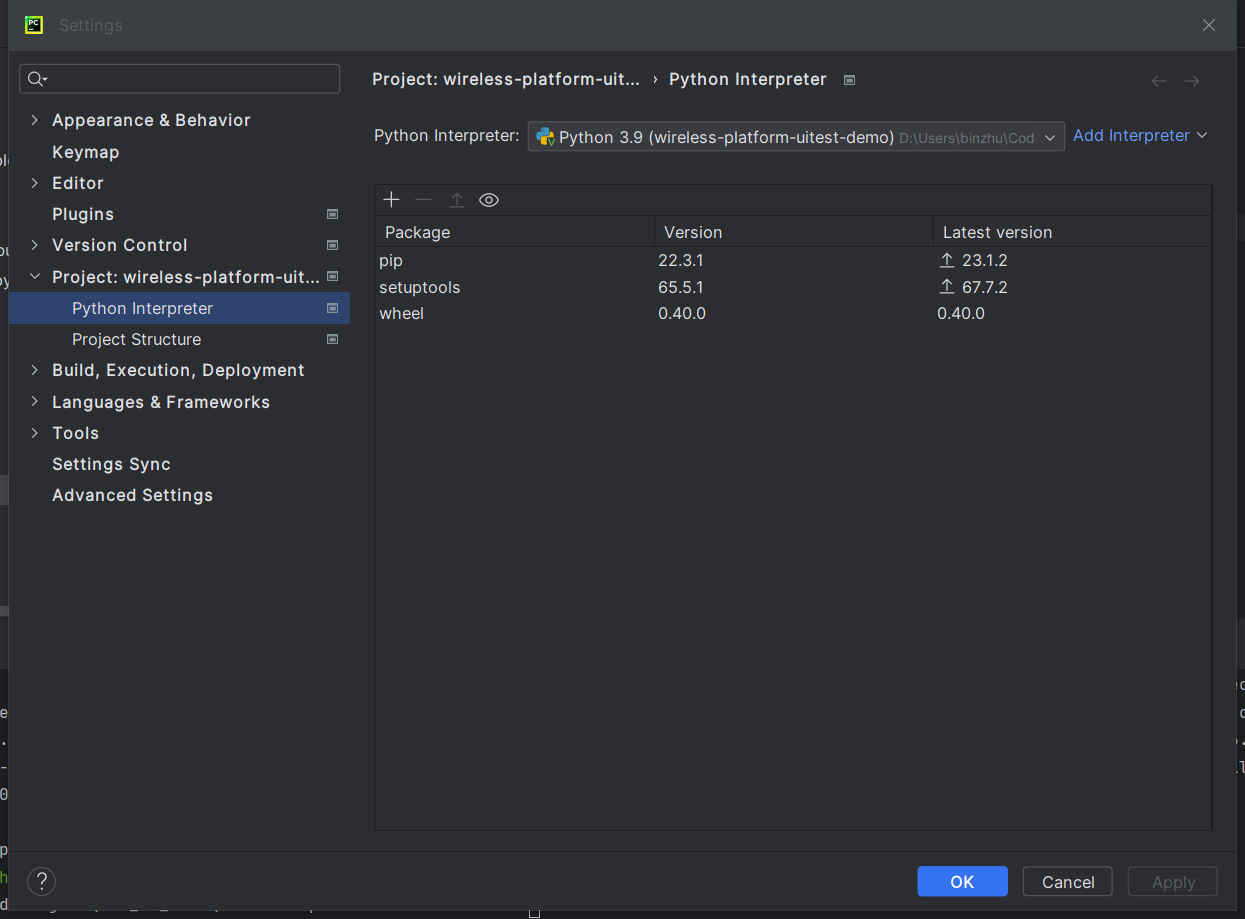 PC
Settings
Project: wireless-platform-uit... › Python Interpreter
Python Interpreter: Python 3.9 (wireless-platform-uitest-demo) D:\Users\binzhu\Cod Add Interpreter
Appearance & Behavior
Keymap
Editor
Plugins
Version Control
Project: wireless-platform-uit...
Python Interpreter
Project Structure
Build, Execution, Deployment
Languages & Frameworks
Tools
Settings Sync
Advanced Settings
Package Version Latest version
pip 22.3.1 23.1.2
setuptools 65.5.1 67.7.2
wheel 0.40.0 0.40.0
? OK Cancel Apply